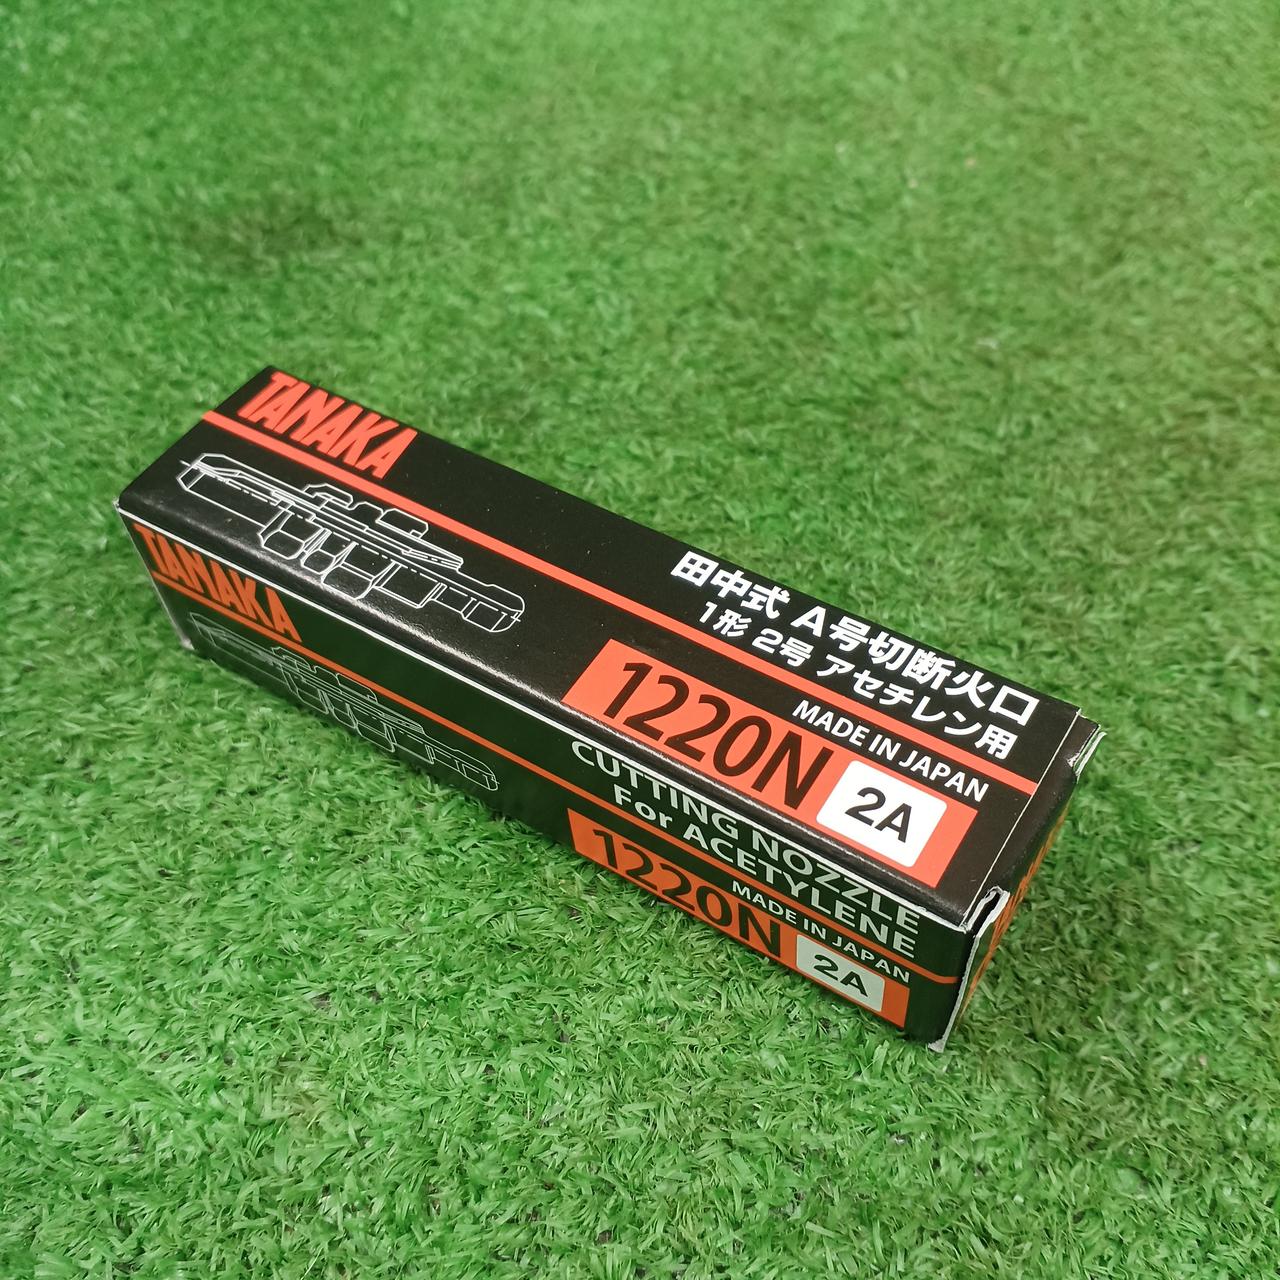 TANAKA
田中式 A号切断火口
1形 2号 アセチレン用
MADE IN JAPAN
1220N
2A
TANAKA
CUTTING NOZZLE
For ACETYLENE
MADE IN JAPAN
1220N
2A